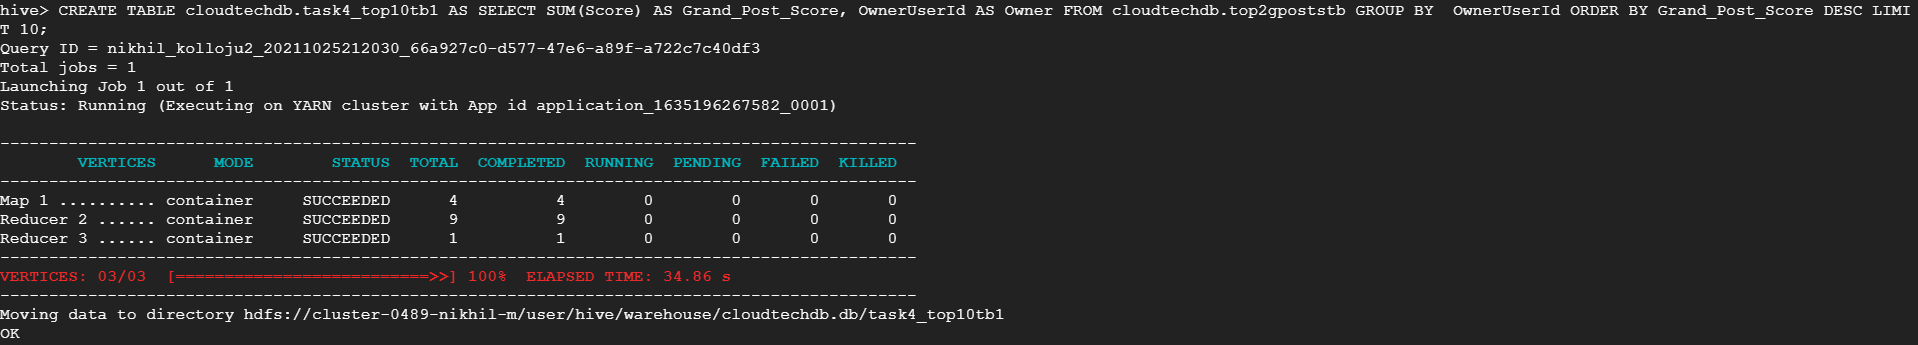 hive> CREATE TABLE cloudtechdb.task4_top10tb1 AS SELECT SUM(Score) AS Grand_Post_Score, OwnerUserId AS Owner FROM cloudtechdb.top2gpoststb GROUP BY  OwnerUserId ORDER BY Grand_Post_Score DESC LIMI
T 10;
Query ID = nikhil_kolloju2_20211025212030_66a927c0-d577-47e6-a89f-a722c7c40df3
Total jobs = 1
Launching Job 1 out of 1
Status: Running (Executing on YARN cluster with App id application_1635196267582_0001)
----------------------------------------------------------------------------------------------
        VERTICES      MODE        STATUS  TOTAL  COMPLETED  RUNNING  PENDING  FAILED  KILLED
----------------------------------------------------------------------------------------------
Map 1 .......... container     SUCCEEDED      4          4        0        0       0       0
Reducer 2 ...... container     SUCCEEDED      9          9        0        0       0       0
Reducer 3 ...... container     SUCCEEDED      1          1        0        0       0       0
----------------------------------------------------------------------------------------------
VERTICES: 03/03  [==========================>>] 100%  ELAPSED TIME: 34.86 s
----------------------------------------------------------------------------------------------
Moving data to directory hdfs://cluster-0489-nikhil-m/user/hive/warehouse/cloudtechdb.db/task4_top10tb1
OK